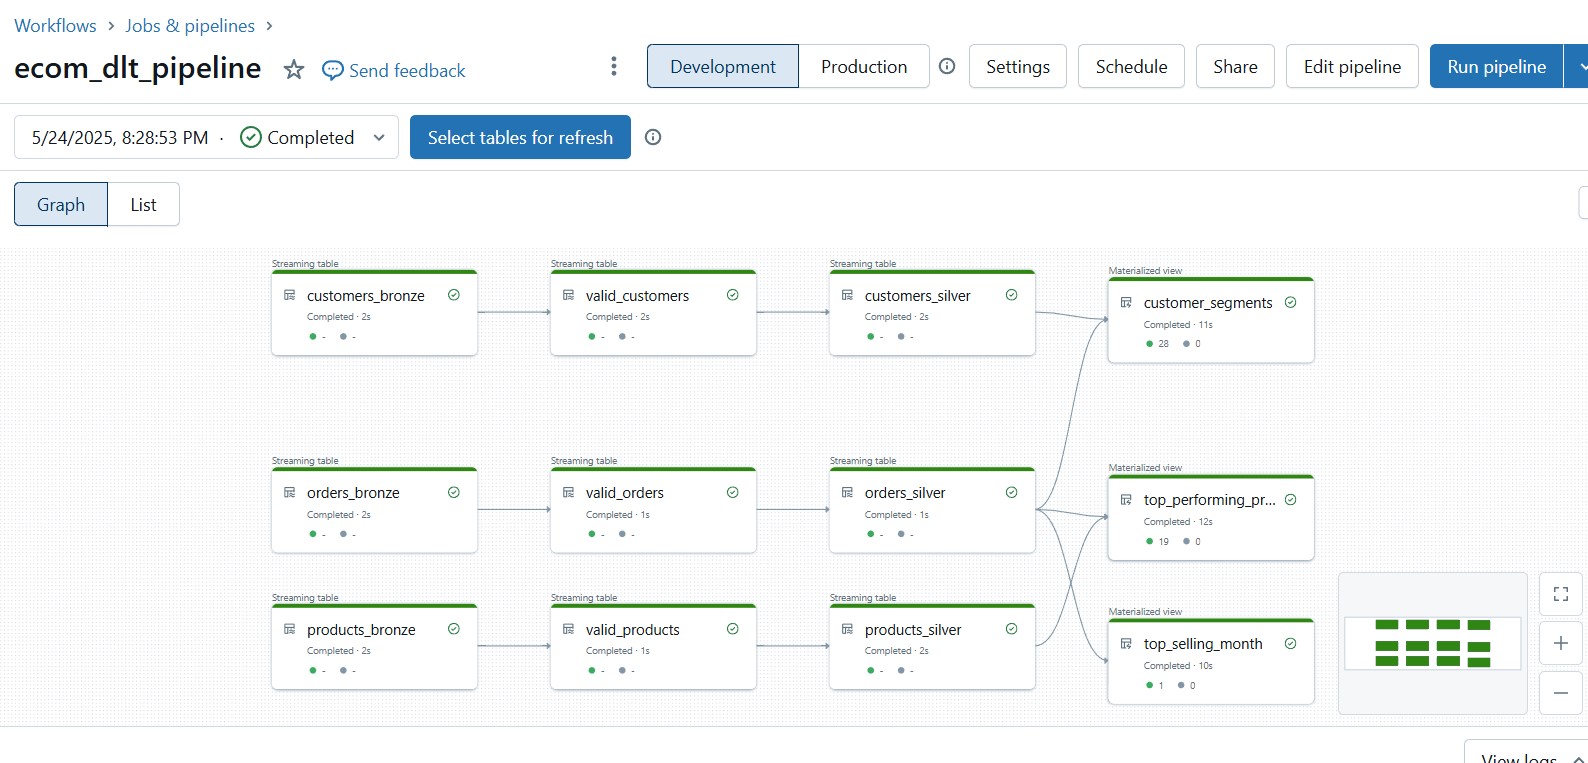 Workflows > Jobs & pipelines >
ecom_dlt_pipeline
Send feedback
Development
Production
Settings
Schedule
Share
Edit pipeline
Run pipeline
5/24/2025, 8:28:53 PM · Completed
Select tables for refresh
Graph
List
Streaming table
customers_bronze
Completed · 2s
- -
Streaming table
valid_customers
Completed · 2s
- -
Streaming table
customers_silver
Completed · 2s
- -
Materialized view
customer_segments
Completed · 11s
28 0
Streaming table
orders_bronze
Completed · 2s
- -
Streaming table
valid_orders
Completed · 1s
- -
Streaming table
orders_silver
Completed · 1s
- -
Materialized view
top_performing_pr...
Completed · 12s
19 0
Streaming table
products_bronze
Completed · 2s
- -
Streaming table
valid_products
Completed · 1s
- -
Streaming table
products_silver
Completed · 2s
- -
Materialized view
top_selling_month
Completed · 10s
1 0
View logs